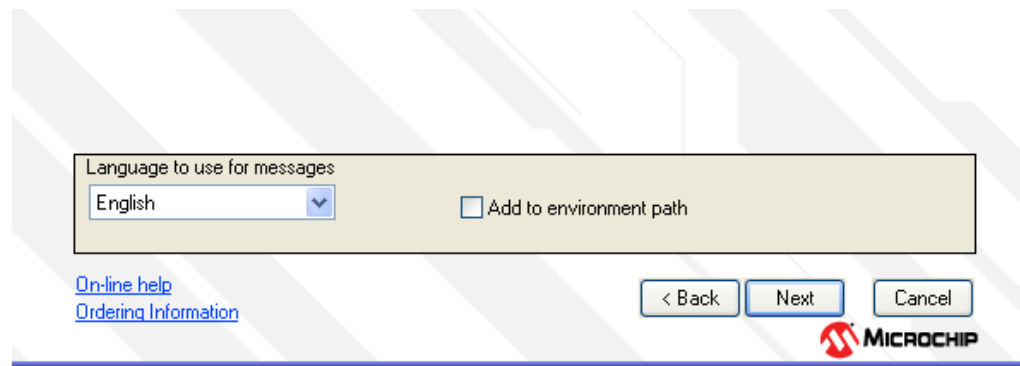 Language to use for messages
English
Add to environment path
On-line help
Ordering Information
< Back
Next
Cancel
MICROCHIP